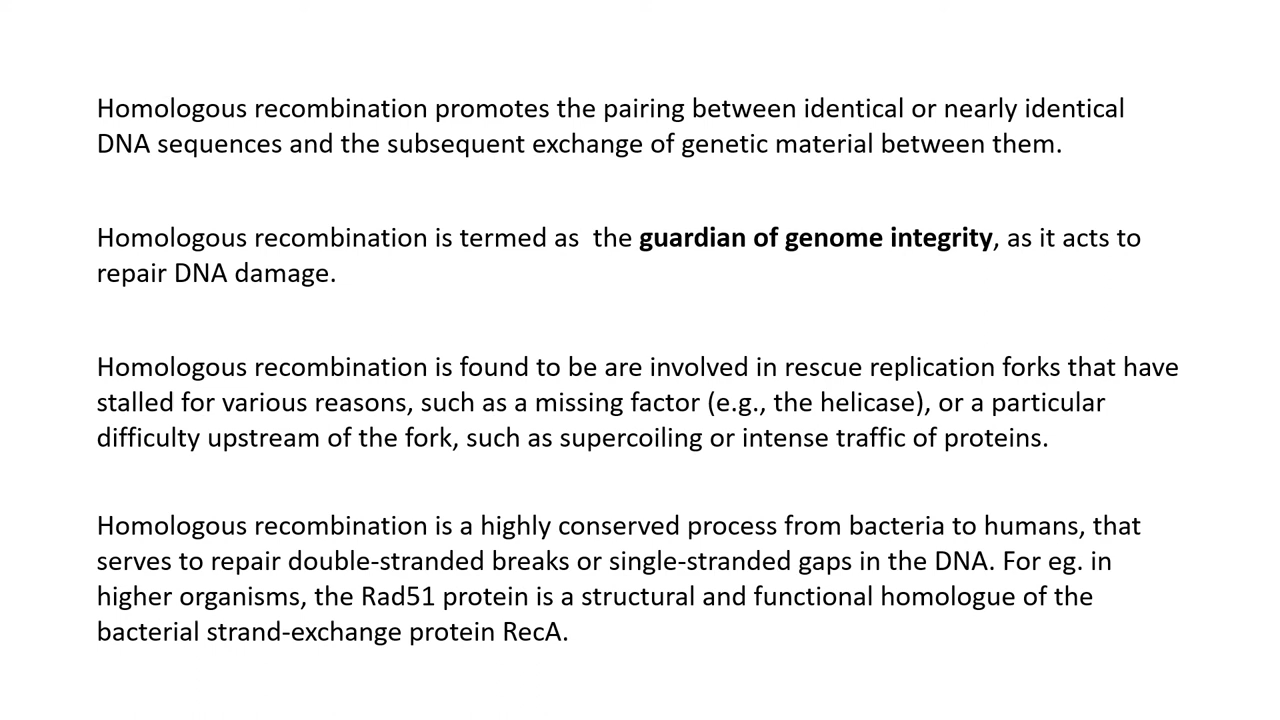 Homologous recombination promotes the pairing between identical or nearly identical
DNA sequences and the subsequent exchange of genetic material between them.
Homologous recombination is termed as  the guardian of genome integrity, as it acts to
repair DNA damage.
Homologous recombination is found to be are involved in rescue replication forks that have
stalled for various reasons, such as a missing factor (e.g., the helicase), or a particular
difficulty upstream of the fork, such as supercoiling or intense traffic of proteins.
Homologous recombination is a highly conserved process from bacteria to humans, that
serves to repair double-stranded breaks or single-stranded gaps in the DNA. For eg. in
higher organisms, the Rad51 protein is a structural and functional homologue of the
bacterial strand-exchange protein RecA.